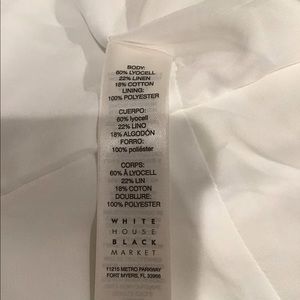 BODY:
60% LYOCELL
22% LINEN
18% COTTON
LINING:
100% POLYESTER
CUERPO:
60% lyocell
22% LINO
18% ALGODÓN
FORRO:
100% poliéster
CORPS:
60% À LYOCELL
22% LIN
18% COTON
DOUBLURE:
100% POLYESTER
WHITE
HOUSE
BLACK
MARKET
11215 METRO PARKWAY
FORT MYERS, FL 33966